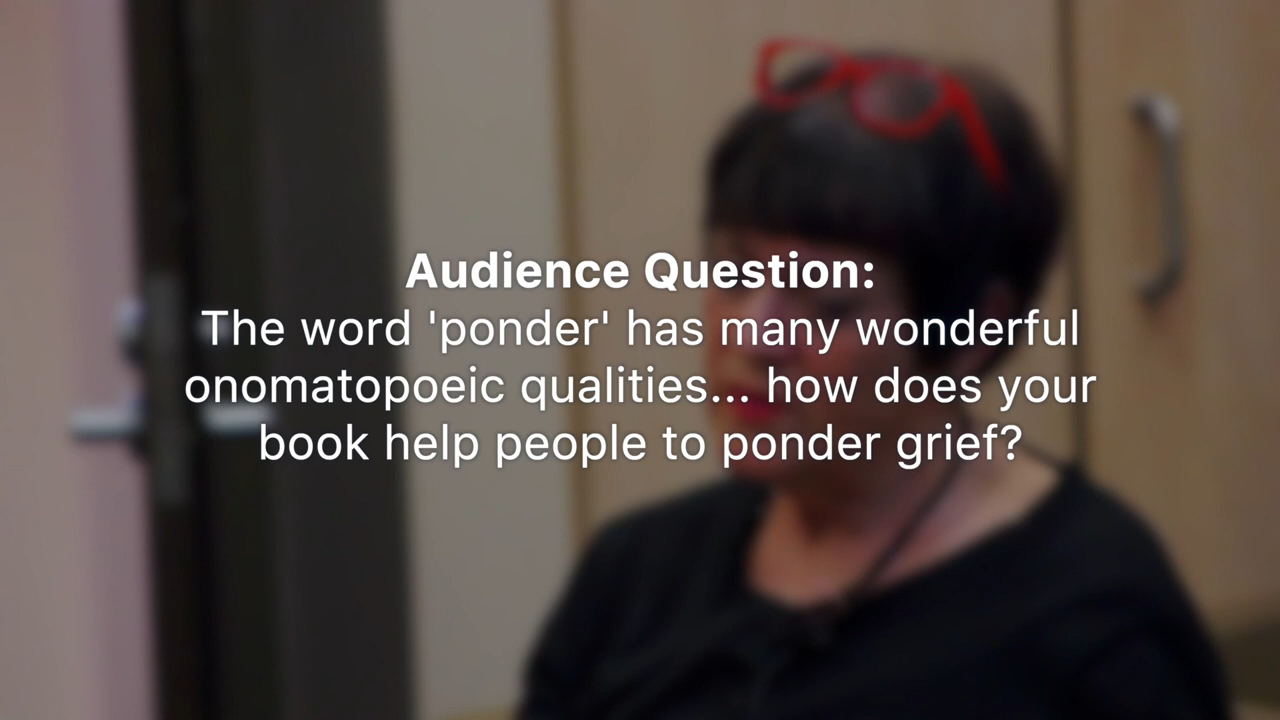 Audience Question:
The word 'ponder' has many wonderful
onomatopoeic qualities... how does your
book help people to ponder grief?